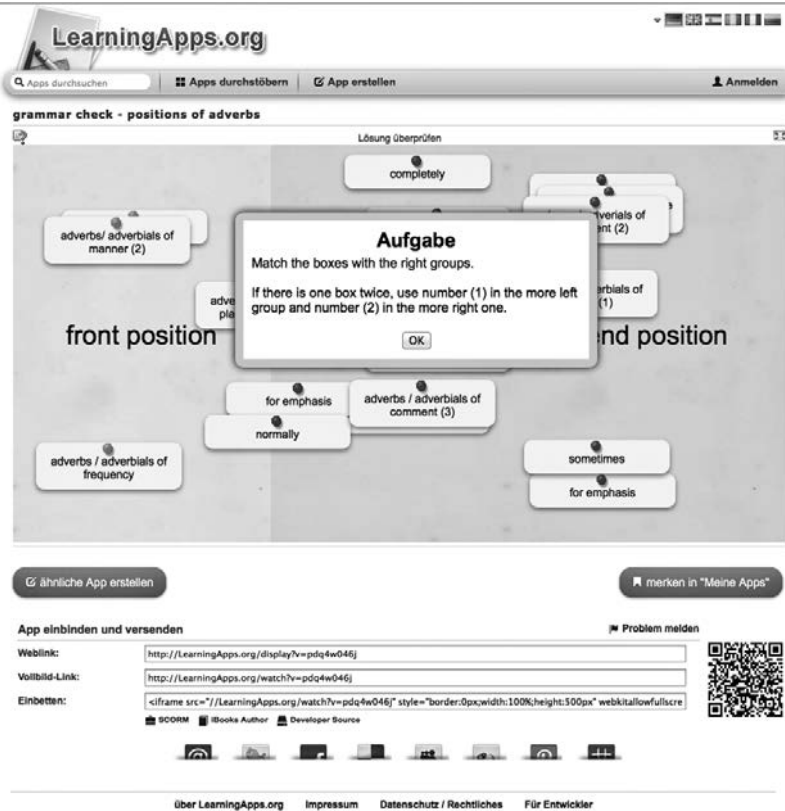 LearningApps.org
Apps durchsuchen
Apps durchstöbern
App erstellen
Anmelden
grammar check - positions of adverbs
Lösung überprüfen
completely
adverbs/ adverbials of
manner (2)
front position
Aufgabe
Match the boxes with the right groups.
If there is one box twice, use number (1) in the more left
group and number (2) in the more right one.
OK
nd position
for emphasis
normally
adverbs / adverbials of
comment (3)
adverbs / adverbials of
frequency
sometimes
for emphasis
ähnliche App erstellen
merken in "Meine Apps"
App einbinden und versenden
Problem melden
Weblink:
http://LearningApps.org/display?v=pdq4w046j
Vollbild-Link:
http://LearningApps.org/watch?v=pdq4w046j
Einbetten:
<iframe src="//LearningApps.org/watch?v=pdq4w046j" style="border:0px;width:100%;height:500px" webkitallowfullscre
SCORM iBooks Author Developer Source
über LearningApps.org Impressum Datenschutz / Rechtliches Für Entwickler